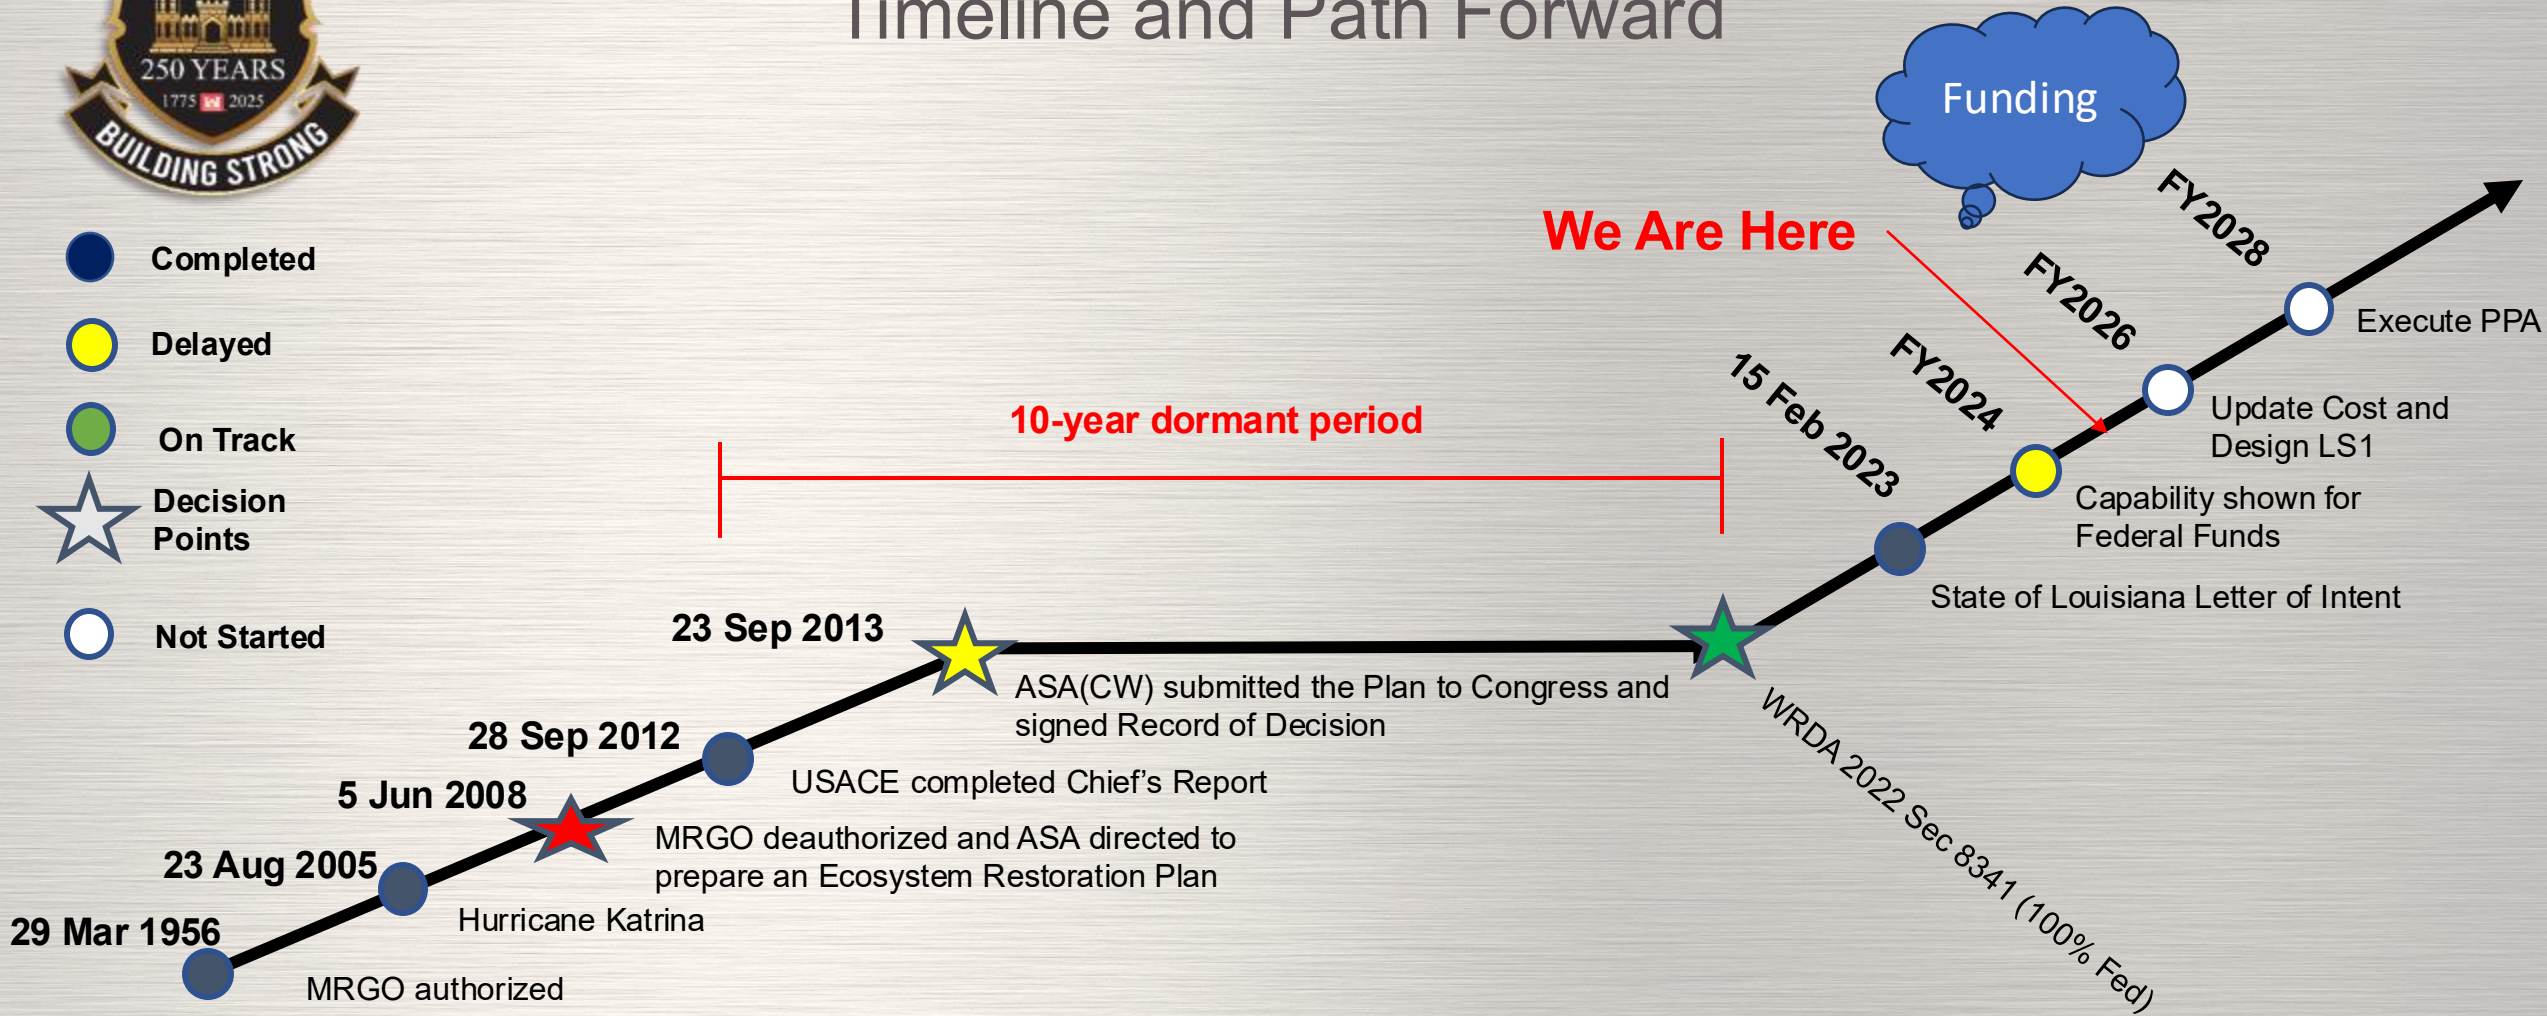 Timeline and Path Forward
250 YEARS
1775 2025
BUILDING STRONG
Completed
Delayed
On Track
Decision
Points
Not Started
Funding
We Are Here
10-year dormant period
29 Mar 1956
MRGO authorized
23 Aug 2005
Hurricane Katrina
5 Jun 2008
MRGO deauthorized and ASA directed to
prepare an Ecosystem Restoration Plan
28 Sep 2012
USACE completed Chief’s Report
23 Sep 2013
ASA(CW) submitted the Plan to Congress and
signed Record of Decision
WRDA 2022 Sec 8341 (100% Fed)
15 Feb 2023
State of Louisiana Letter of Intent
FY2024
Capability shown for
Federal Funds
FY2026
Update Cost and
Design LS1
FY2028
Execute PPA